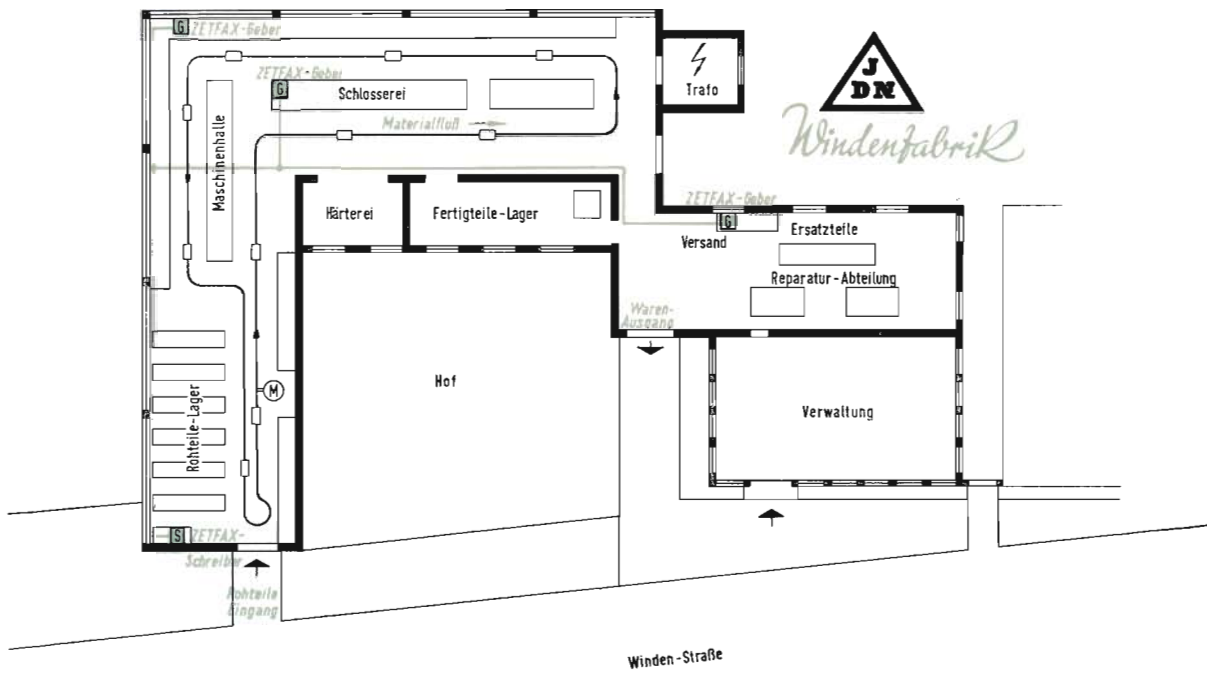 G ZETFAX-Geber
ZETFAX-Geber
G
Schlosserei
Materialfluß
Maschinenhalle
Trafo
J
DN
Windenfabrik
Härterei
Fertigteile-Lager
ZETFAX-Geber
G
Versand
Ersatzteile
Reparatur-Abteilung
Waren-
Ausgang
Hof
M
Verwaltung
Rohteile-Lager
S ZETFAX-
Schreiber
Rohteile
Eingang
Winden-Straße